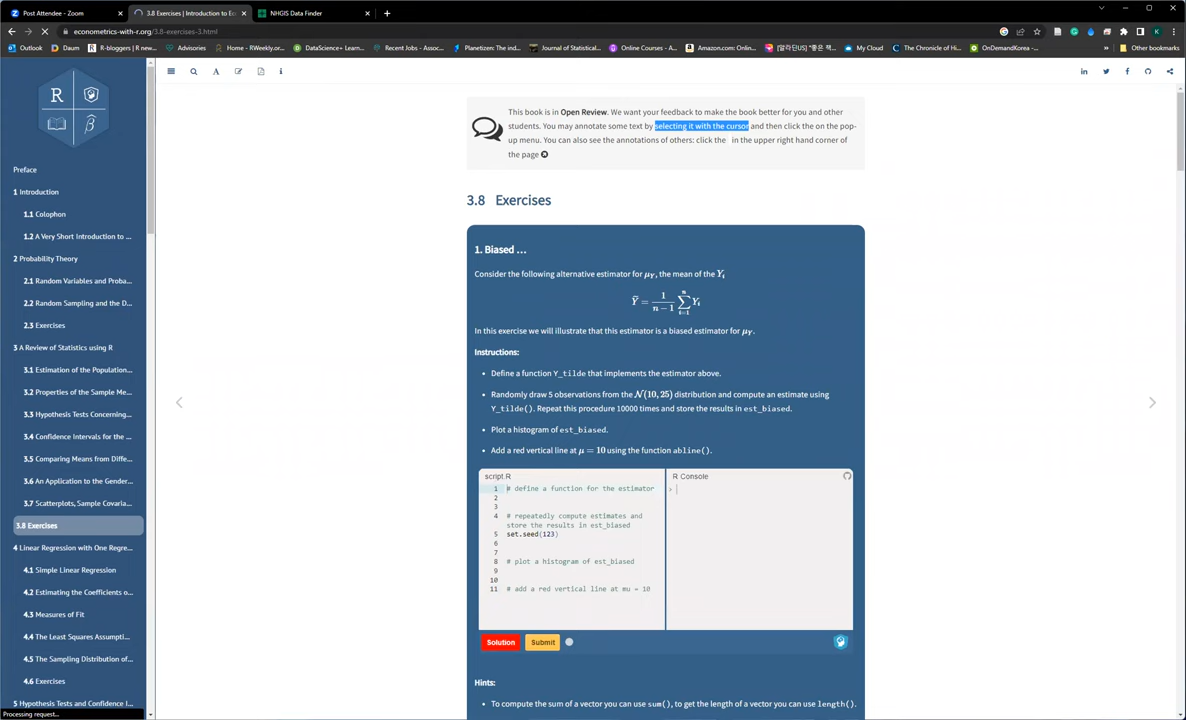 Post Attendee - Zoom
3.8 Exercises | Introduction to Ec
NHGIS Data Finder
econometrics-with-r.org/3.8-exercises-3.html
Outlook
Daum
R-bloggers | R new...
Advisories
Home - RWeekly.or...
DataScience+ Learn...
Recent Jobs - Assoc...
Planetizen: The ind...
Journal of Statistical...
Online Courses - A...
Amazon.com: Onlin...
[알라딘US] "좋은 책...
My Cloud
The Chronicle of Hi...
OnDemandKorea -...
Other bookmarks
R
β
Preface
1 Introduction
1.1 Colophon
1.2 A Very Short Introduction to ...
2 Probability Theory
2.1 Random Variables and Proba...
2.2 Random Sampling and the D...
2.3 Exercises
3 A Review of Statistics using R
3.1 Estimation of the Population...
3.2 Properties of the Sample Me...
3.3 Hypothesis Tests Concerning...
3.4 Confidence Intervals for the ...
3.5 Comparing Means from Diffe...
3.6 An Application to the Gender...
3.7 Scatterplots, Sample Covaria...
3.8 Exercises
4 Linear Regression with One Regre...
4.1 Simple Linear Regression
4.2 Estimating the Coefficients o...
4.3 Measures of Fit
4.4 The Least Squares Assumpti...
4.5 The Sampling Distribution of...
4.6 Exercises
5 Hypothesis Tests and Confidence I...
Processing request...
This book is in Open Review. We want your feedback to make the book better for you and other
students. You may annotate some text by selecting it with the cursor and then click the on the pop-
up menu. You can also see the annotations of others: click the in the upper right hand corner of
the page
3.8 Exercises
1. Biased ...
Consider the following alternative estimator for μY, the mean of the Yi
Ỹ = 1/(n − 1) ∑ i=1 n Yi
In this exercise we will illustrate that this estimator is a biased estimator for μY.
Instructions:
• Define a function Y_tilde that implements the estimator above.
• Randomly draw 5 observations from the N(10, 25) distribution and compute an estimate using
Y_tilde(). Repeat this procedure 10000 times and store the results in est_biased.
• Plot a histogram of est_biased.
• Add a red vertical line at μ = 10 using the function abline().
script.R
1 # define a function for the estimator
2
3
4 # repeatedly compute estimates and
store the results in est_biased
5 set.seed(123)
6
7
8 # plot a histogram of est_biased
9
10
11 # add a red vertical line at mu = 10
R Console
>
Solution
Submit
Hints:
• To compute the sum of a vector you can use sum(), to get the length of a vector you can use length().